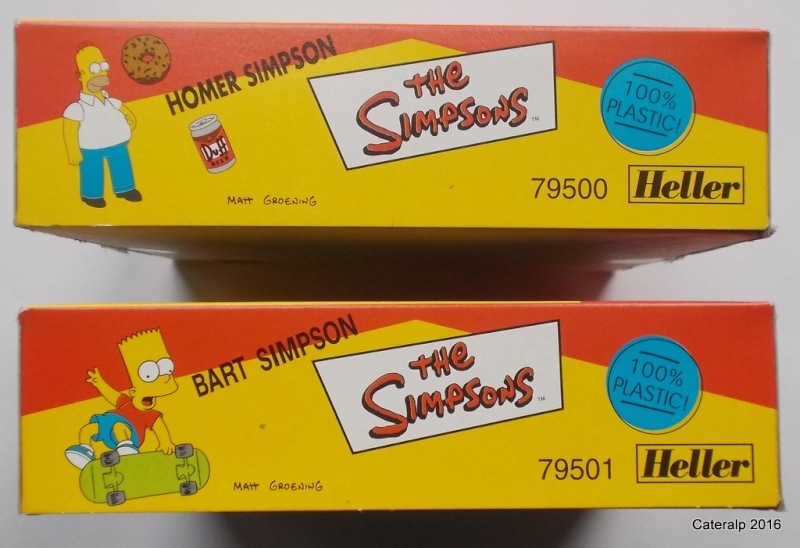 HOMER SIMPSON
THE
SIMPSONS
TM
100%
PLASTIC!
Duff
BEER
MATT GROENING
79500
Heller
BART SIMPSON
THE
SIMPSONS
TM
100%
PLASTIC!
MATT GROENING
79501
Heller
Cateralp 2016